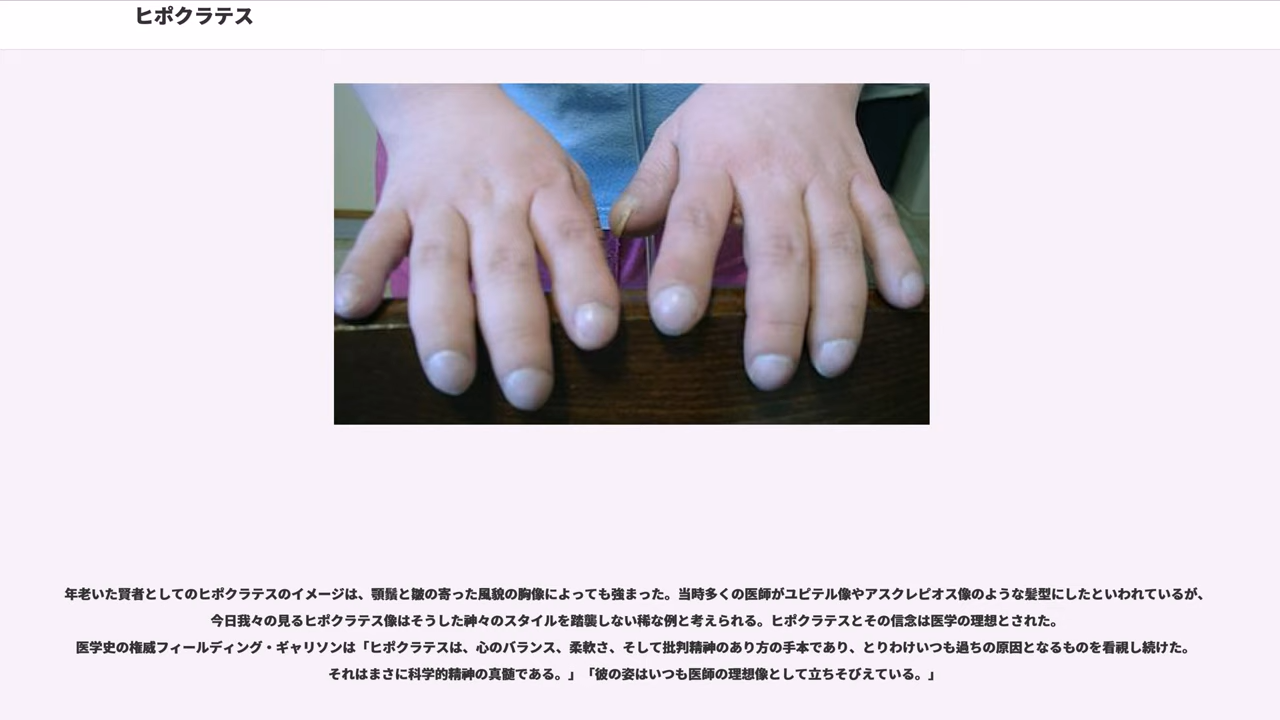 ヒポクラテス
年老いた賢者としてのヒポクラテスのイメージは、顎鬚と皺の寄った風貌の胸像によっても強まった。当時多くの医師がユピテル像やアスクレピオス像のような髪型にしたといわれているが、
今日我々の見るヒポクラテス像はそうした神々のスタイルを踏襲しない稀な例と考えられる。ヒポクラテスとその信念は医学の理想とされた。
医学史の権威フィールディング・ギャリソンは「ヒポクラテスは、心のバランス、柔軟さ、そして批判精神のあり方の手本であり、とりわけいつも過ちの原因となるものを看視し続けた。
それはまさに科学的精神の真髄である。」「彼の姿はいつも医師の理想像として立ちそびえている。」